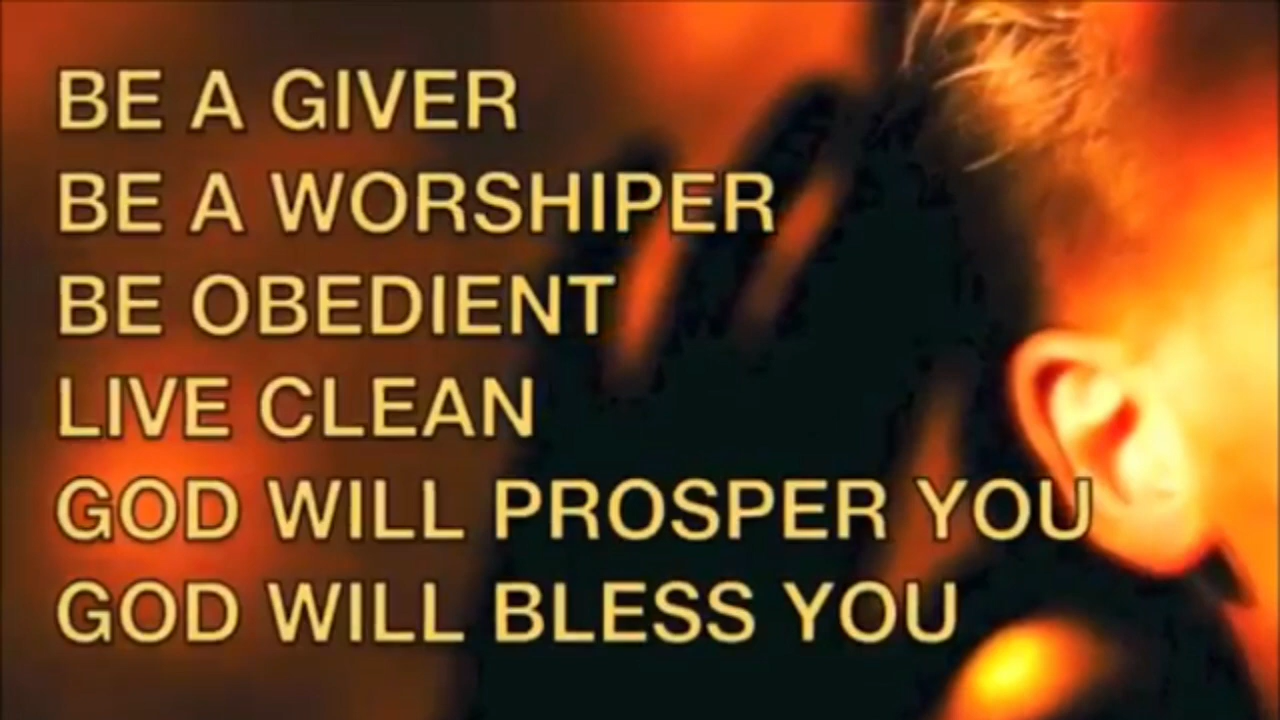 BE A GIVER
BE A WORSHIPER
BE OBEDIENT
LIVE CLEAN
GOD WILL PROSPER YOU
GOD WILL BLESS YOU